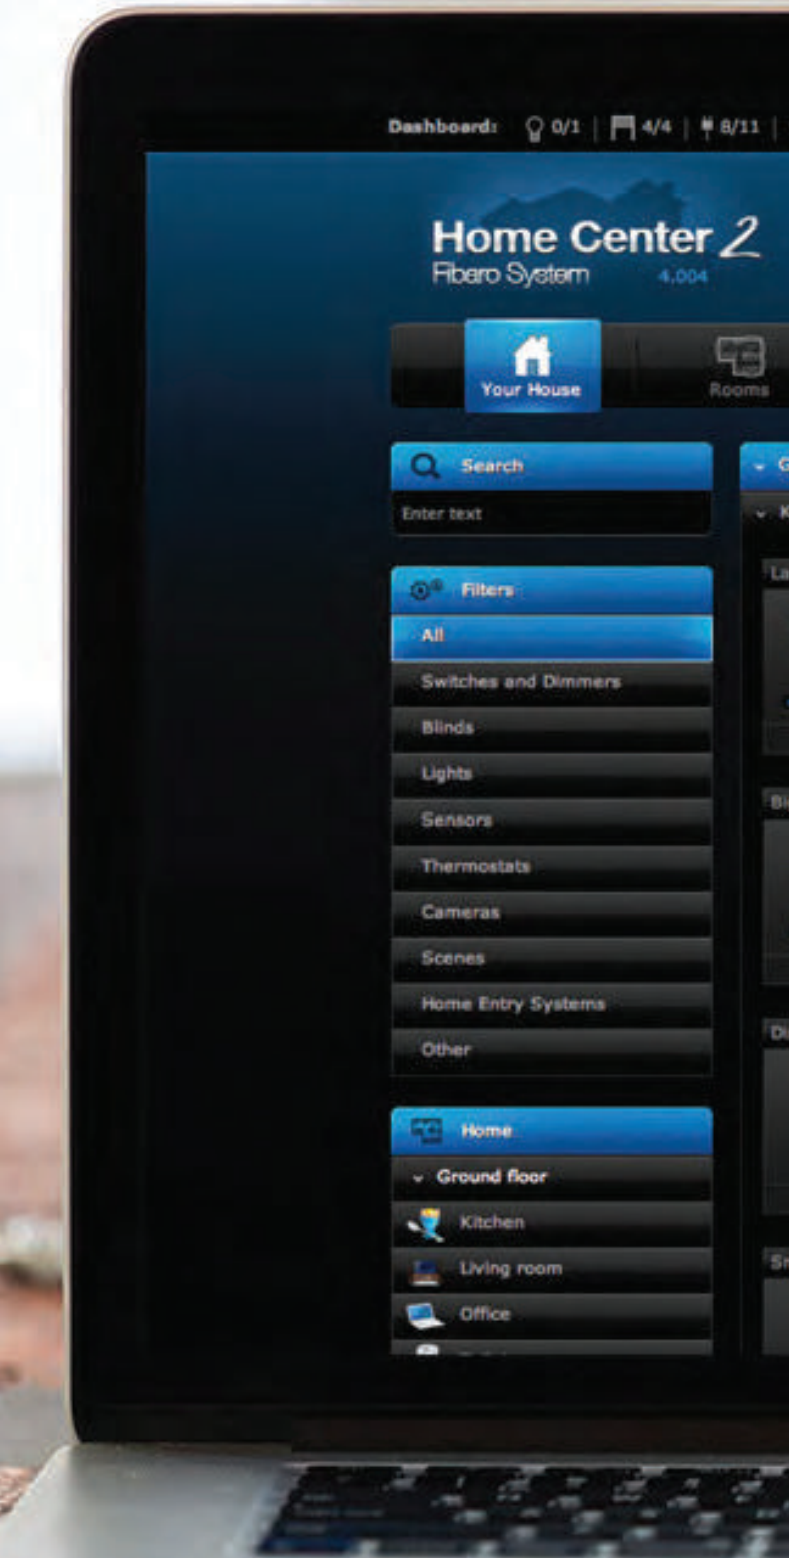 Dashboard: 0/1 | 4/4 | 8/11 |
Home Center 2
Fibaro System 4.004
Your House
Rooms
Search
Enter text
Filters
All
Switches and Dimmers
Blinds
Lights
Sensors
Thermostats
Cameras
Scenes
Home Entry Systems
Other
Home
Ground floor
Kitchen
Living room
Office